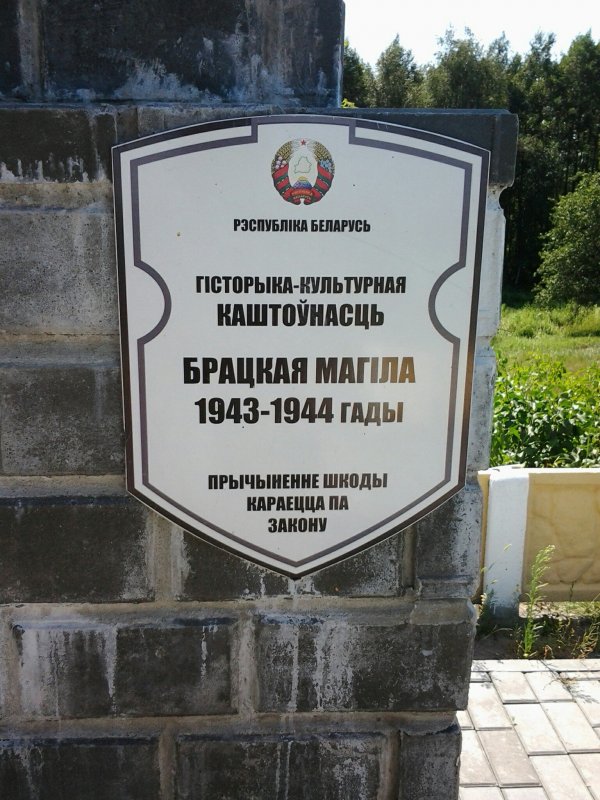 РЭСПУБЛІКА БЕЛАРУСЬ
ГІСТОРЫКА-КУЛЬТУРНАЯ
КАШТОЎНАСЦЬ
БРАЦКАЯ МАГІЛА
1943-1944 ГАДЫ
ПРЫЧЫНЕННЕ ШКОДЫ
КАРАЕЦЦА ПА
ЗАКОНУ